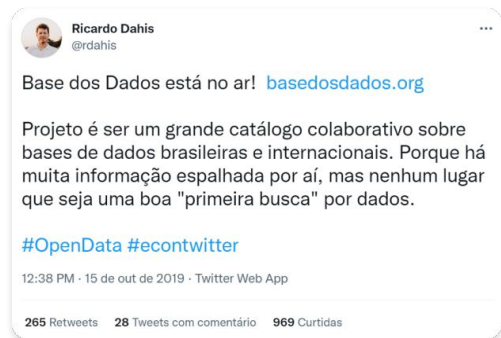 Ricardo Dahis
@rdahis
Base dos Dados está no ar! basedosdados.org
Projeto é ser um grande catálogo colaborativo sobre
bases de dados brasileiras e internacionais. Porque há
muita informação espalhada por aí, mas nenhum lugar
que seja uma boa "primeira busca" por dados.
#OpenData #econtwitter
12:38 PM · 15 de out de 2019 · Twitter Web App
265 Retweets 28 Tweets com comentário 969 Curtidas